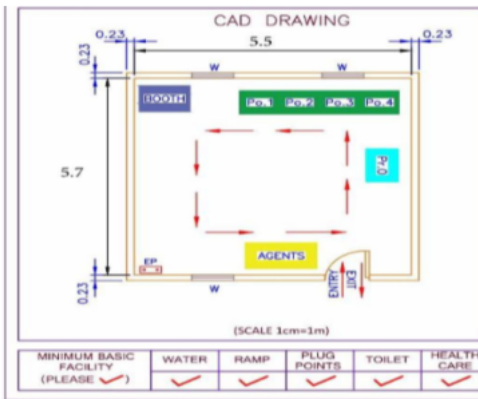 CAD DRAWING
0.23 5.5 0.23
0.23
W W
BOOTH Po.1 Po.2 Po.3 Po.4
5.7
Pr.O
AGENTS
EP
0.23
W
ENTRY
EXIT
(SCALE 1cm=1m)
MINIMUM BASIC FACILITY (PLEASE ✓) WATER RAMP PLUG POINTS TOILET HEALTH CARE
✓ ✓ ✓ ✓ ✓